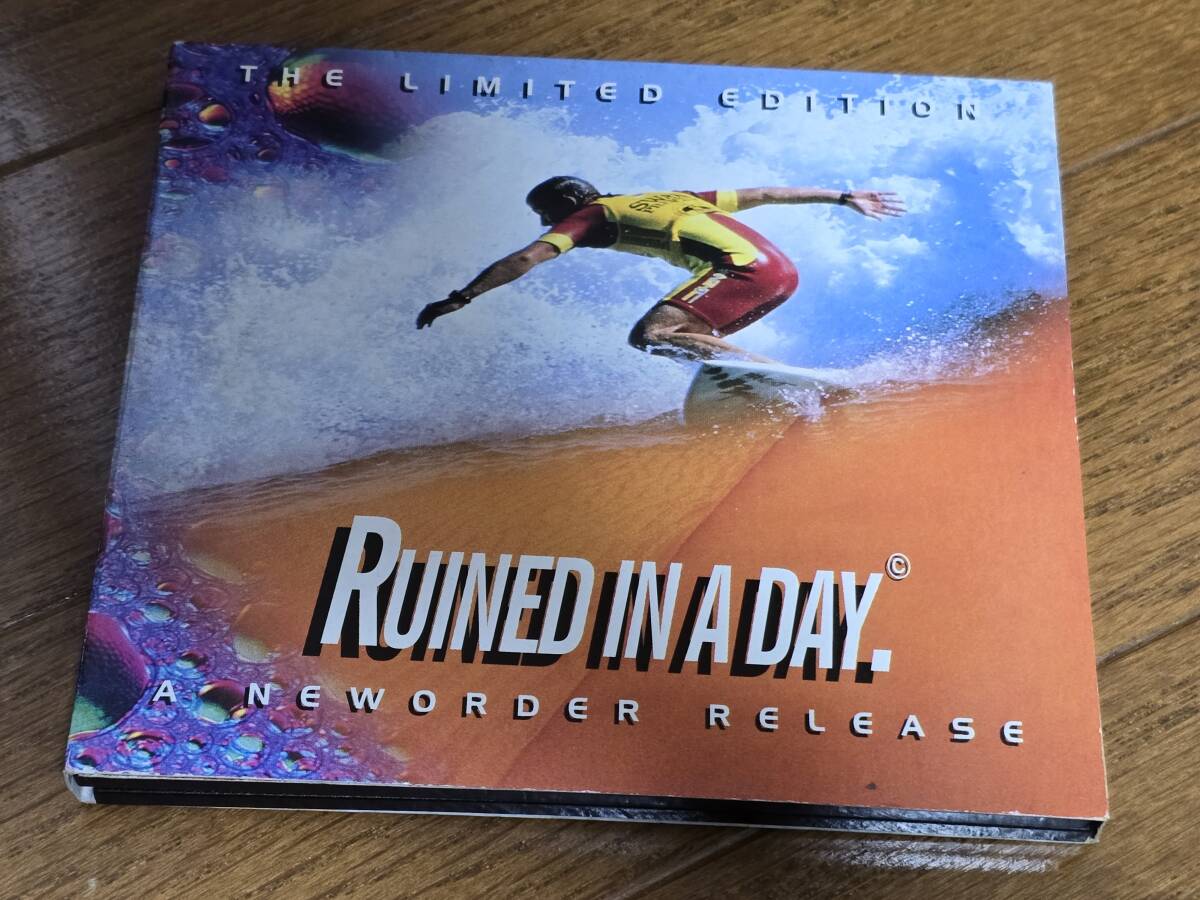 THE LIMITED EDITION
RUINED IN A DAY.©
A NEWORDER RELEASE